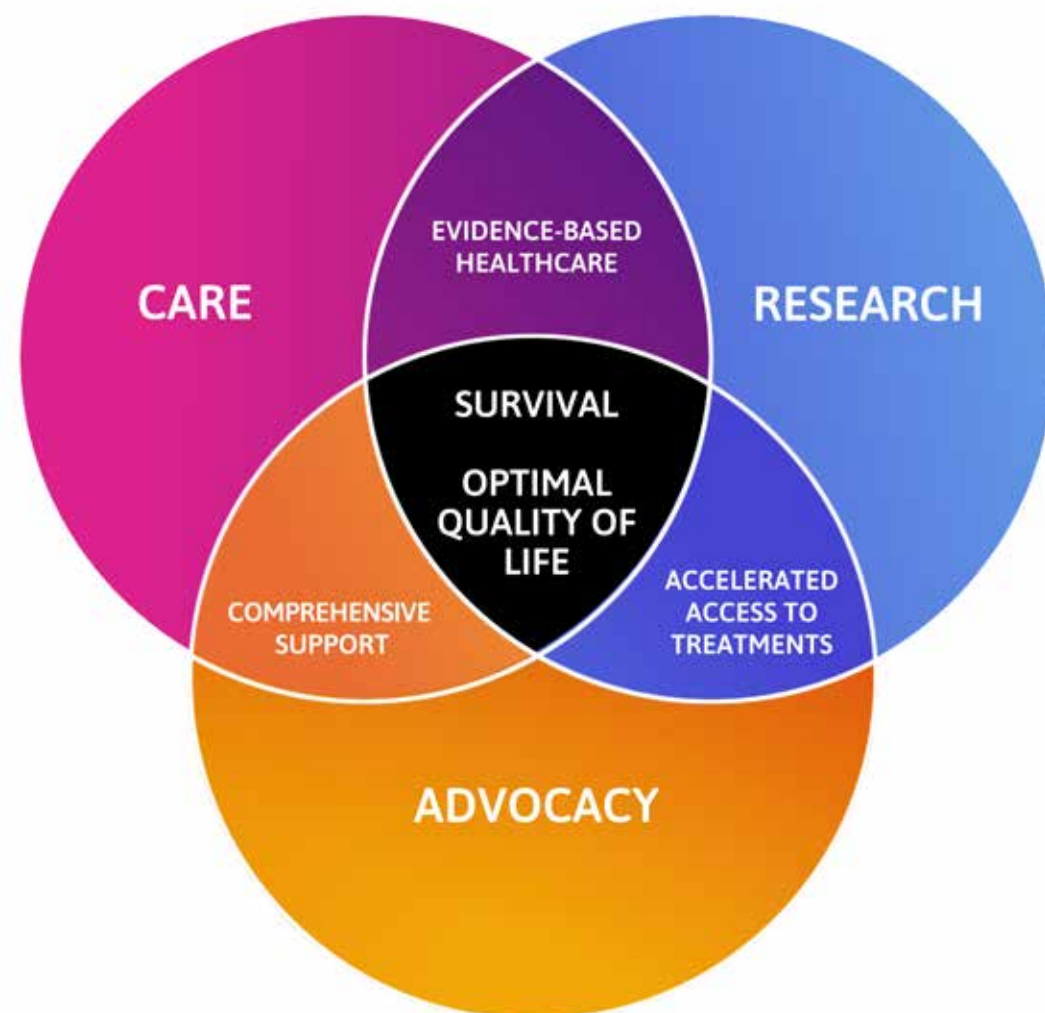 EVIDENCE-BASED
HEALTHCARE
CARE
RESEARCH
SURVIVAL
OPTIMAL
QUALITY OF
LIFE
COMPREHENSIVE
SUPPORT
ACCELERATED
ACCESS TO
TREATMENTS
ADVOCACY